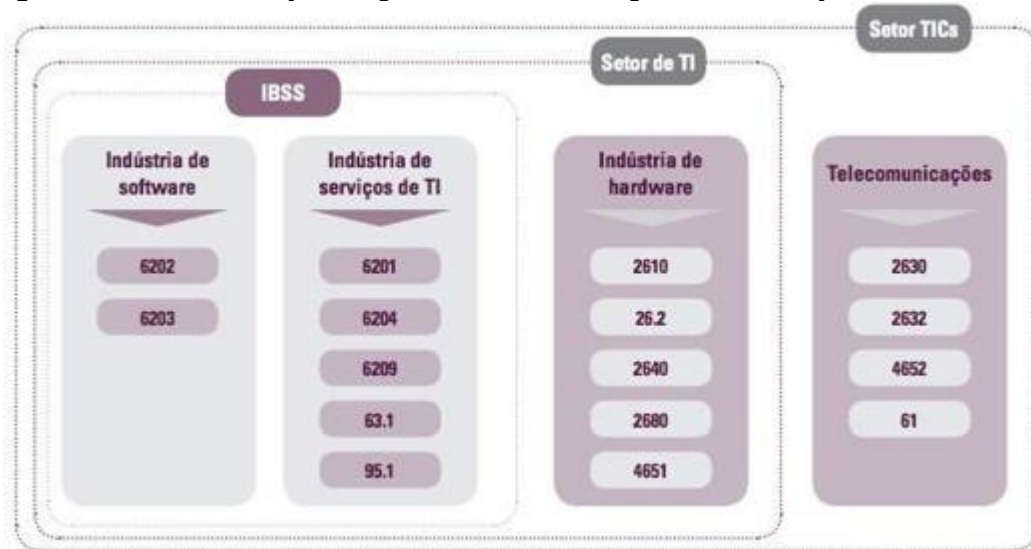 Setor TICs
Setor de TI
IBSS
Indústria de
software
6202
6203
Indústria de
serviços de TI
6201
6204
6209
63.1
95.1
Indústria de
hardware
2610
26.2
2640
2680
4651
Telecomunicações
2630
2632
4652
61